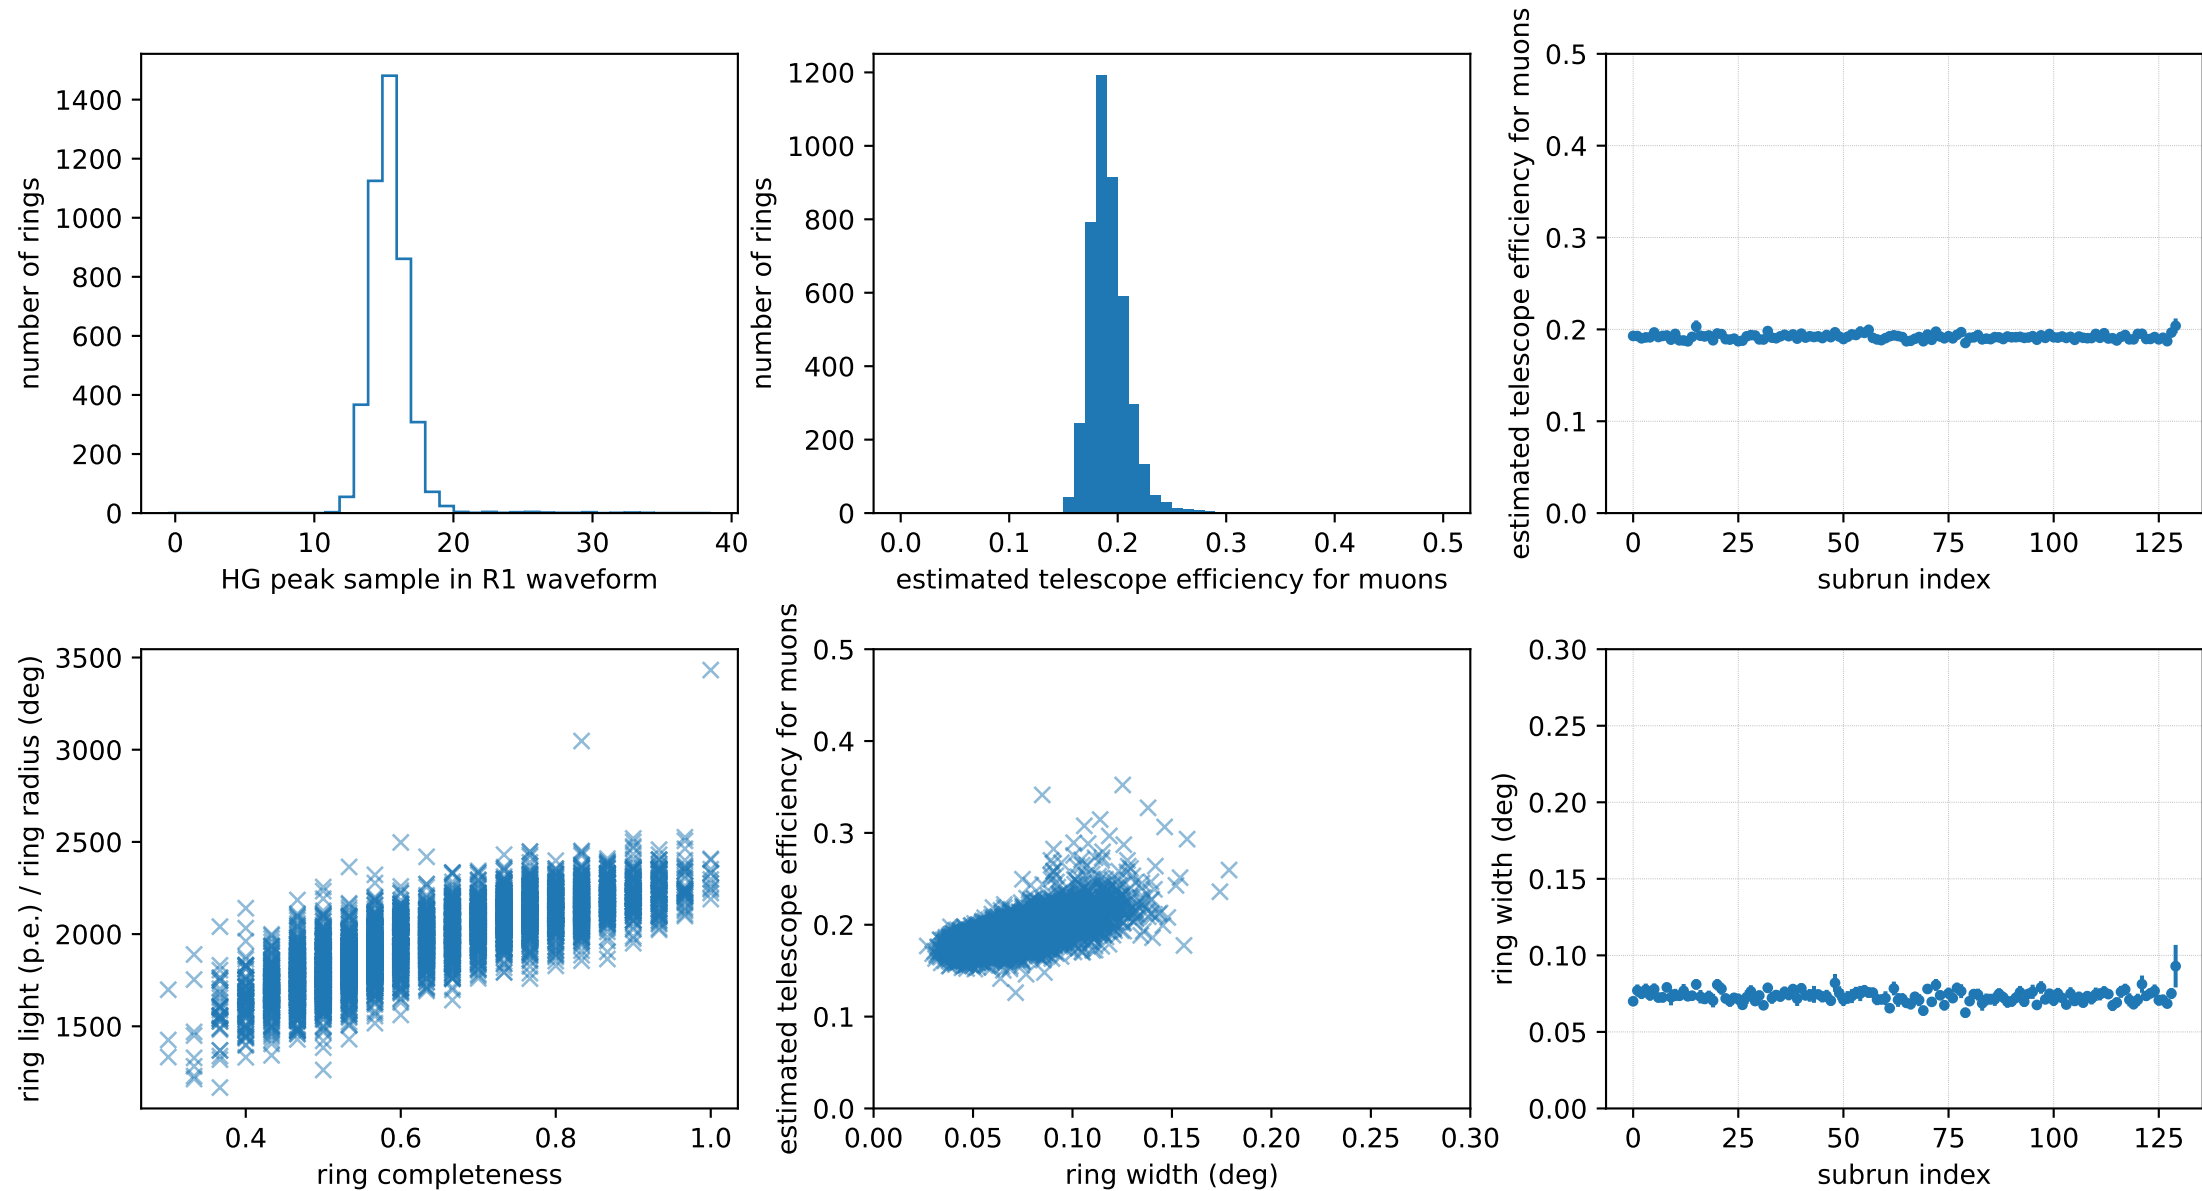 number of rings
1400
1200
1000
800
600
400
200
0
0 10 20 30 40
HG peak sample in R1 waveform
number of rings
1200
1000
800
600
400
200
0
0.0 0.1 0.2 0.3 0.4 0.5
estimated telescope efficiency for muons
estimated telescope efficiency for muons
0.5
0.4
0.3
0.2
0.1
0.0
0 25 50 75 100 125
subrun index
ring light (p.e.) / ring radius (deg)
3500
3000
2500
2000
1500
0.4 0.6 0.8 1.0
ring completeness
estimated telescope efficiency for muons
0.5
0.4
0.3
0.2
0.1
0.0
0.00 0.05 0.10 0.15 0.20 0.25 0.30
ring width (deg)
ring width (deg)
0.30
0.25
0.20
0.15
0.10
0.05
0.00
0 25 50 75 100 125
subrun index